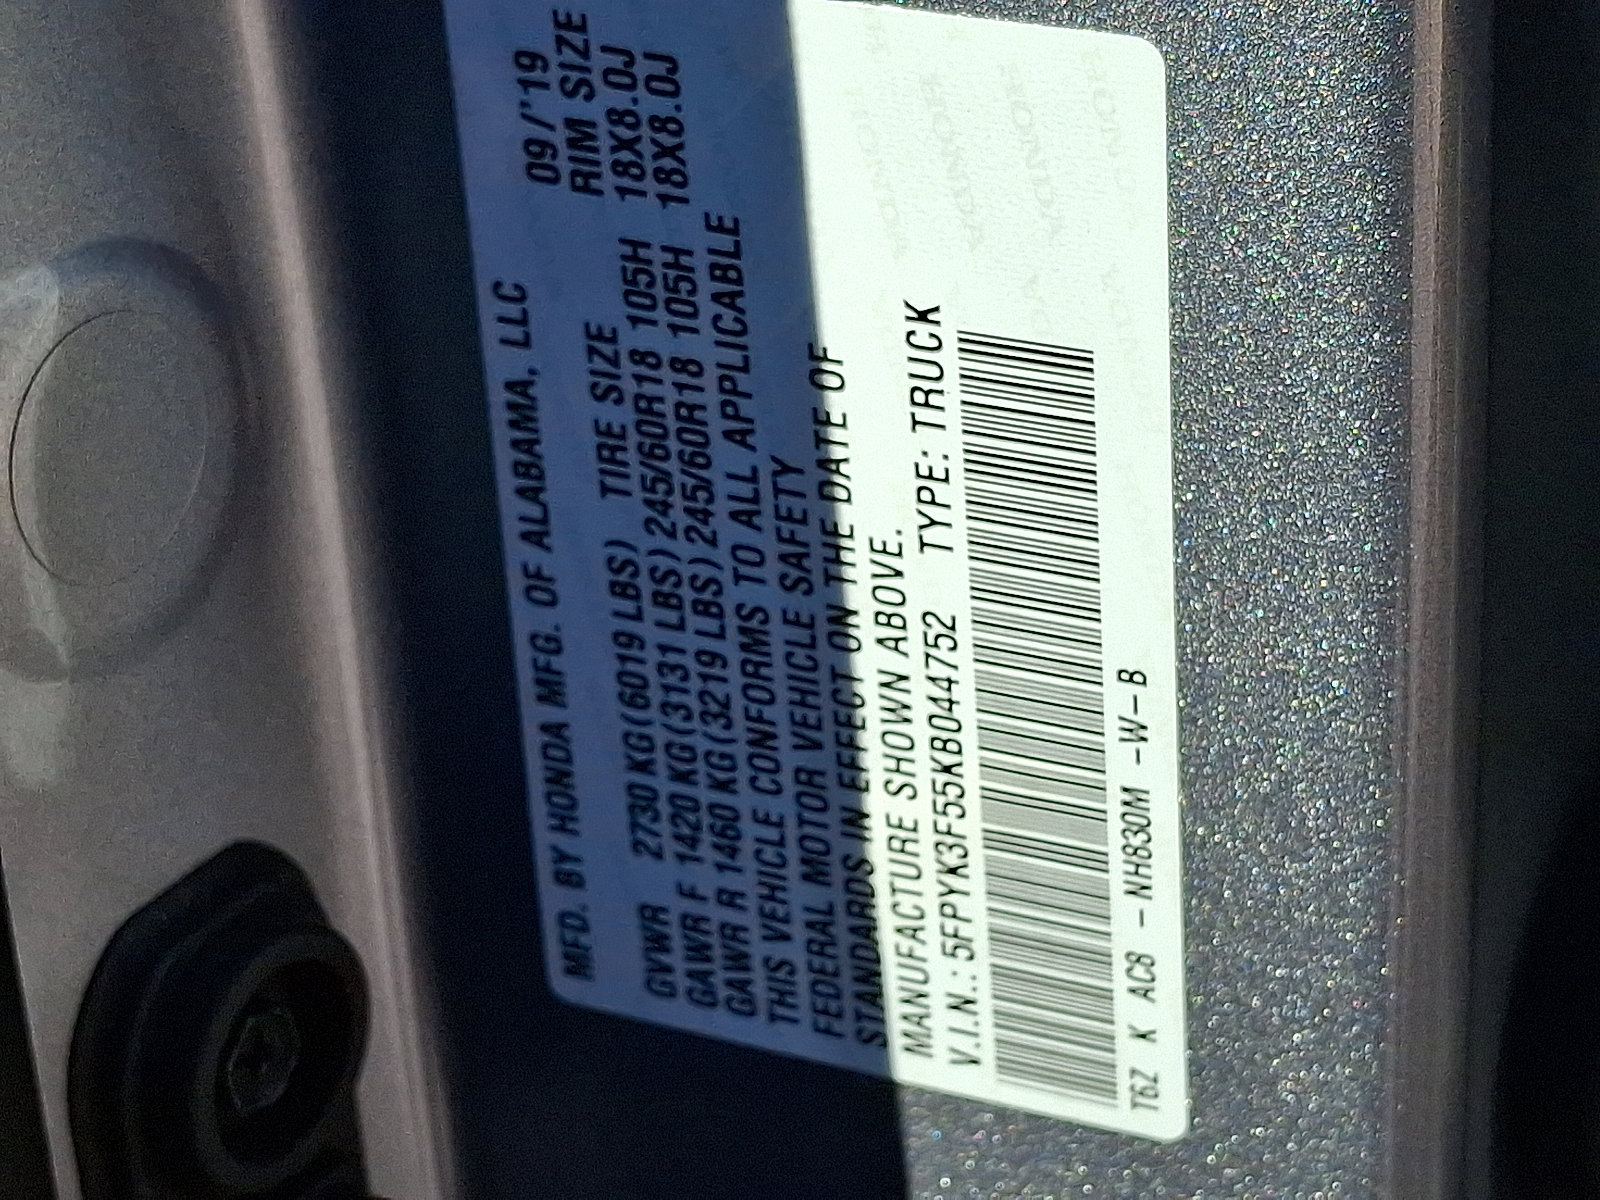 MFD. BY HONDA MFG. OF ALABAMA, LLC 09/'19
GVWR 2730 KG(6019 LBS) TIRE SIZE RIM SIZE
GAWR F 1420 KG(3131 LBS) 245/60R18 105H 18X8.0J
GAWR R 1460 KG(3219 LBS) 245/60R18 105H 18X8.0J
THIS VEHICLE CONFORMS TO ALL APPLICABLE
FEDERAL MOTOR VEHICLE SAFETY
STANDARDS IN EFFECT ON THE DATE OF
MANUFACTURE SHOWN ABOVE.
V.I.N.: 5FPYK3F55KB044752 TYPE: TRUCK
T6Z K AC8 - NH830M -W-B